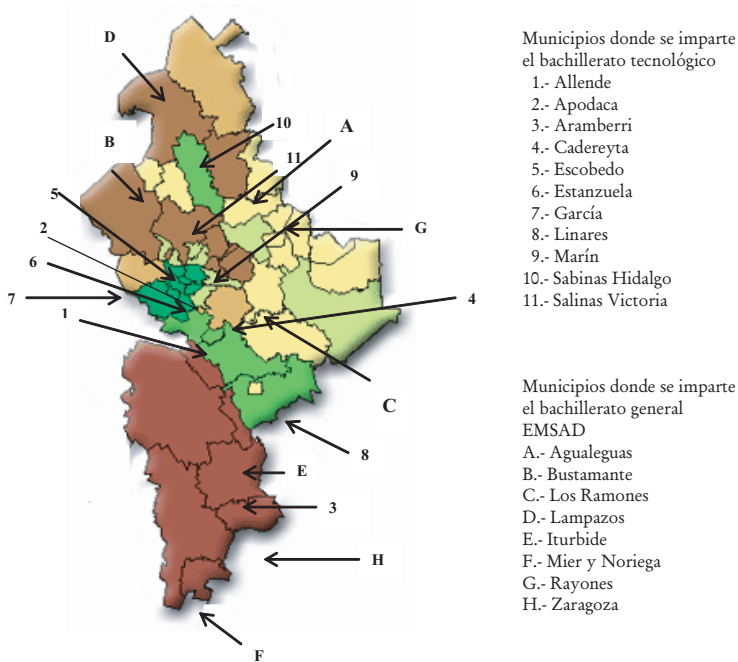 D
10
A
B
11
9
5
G
2
6
7
4
1
C
8
E
3
H
F
Municipios donde se imparte
el bachillerato tecnológico
1.- Allende
2.- Apodaca
3.- Aramberri
4.- Cadereyta
5.- Escobedo
6.- Estanzuela
7.- García
8.- Linares
9.- Marín
10.- Sabinas Hidalgo
11.- Salinas Victoria
Municipios donde se imparte
el bachillerato general
EMSAD
A.- Agualeguas
B.- Bustamante
C.- Los Ramones
D.- Lampazos
E.- Iturbide
F.- Mier y Noriega
G.- Rayones
H.- Zaragoza